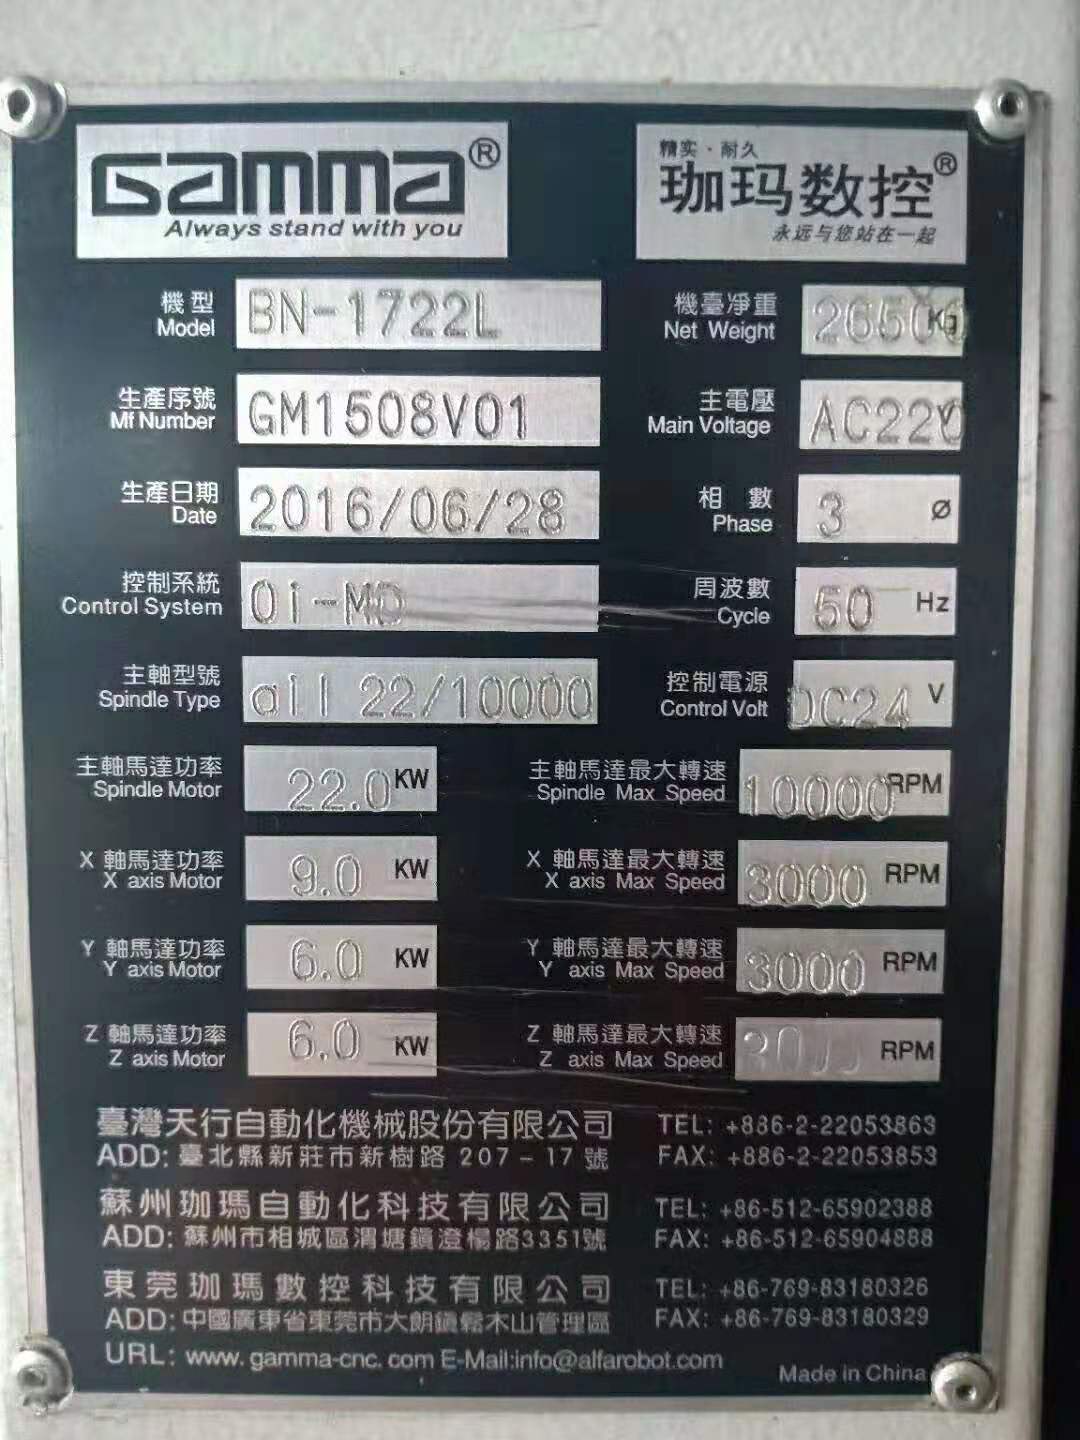 Gamma®
Always stand with you
精实·耐久
珈玛数控®
永远与您站在一起
機型 BN-1722L 機臺凈重
Model Net Weight 26500 Kg
生產序號 GM1508V01 主電壓
Mf Number Main Voltage AC220 V
生產日期 2016/06/28 相數 3 Ø
Date Phase
控制系統 0i-MD 周波數 50 Hz
Control System Cycle
主軸型號 αiI 22/10000 控制電源 DC24 V
Spindle Type Control Volt
主軸馬達功率 22.0 KW 主軸馬達最大轉速 10000 RPM
Spindle Motor Spindle Max Speed
X 軸馬達功率 9.0 KW X 軸馬達最大轉速 3000 RPM
X axis Motor X axis Max Speed
Y 軸馬達功率 6.0 KW Y 軸馬達最大轉速 3000 RPM
Y axis Motor Y axis Max Speed
Z 軸馬達功率 6.0 KW Z 軸馬達最大轉速 RPM
Z axis Motor Z axis Max Speed
臺灣天行自動化機械股份有限公司 TEL: +886-2-22053863
ADD: 臺北縣新莊市新樹路 207-17 號 FAX: +886-2-22053853
蘇州珈瑪自動化科技有限公司 TEL: +86-512-65902388
ADD: 蘇州市相城區渭塘鎮澄楊路3351號 FAX: +86-512-65904888
東莞珈瑪數控科技有限公司 TEL: +86-769-83180326
ADD: 中國廣東省東莞市大朗鎮鬆木山管理區 FAX: +86-769-83180329
URL: www.gamma-cnc.com E-Mail:info@alfarobot.com
Made in China